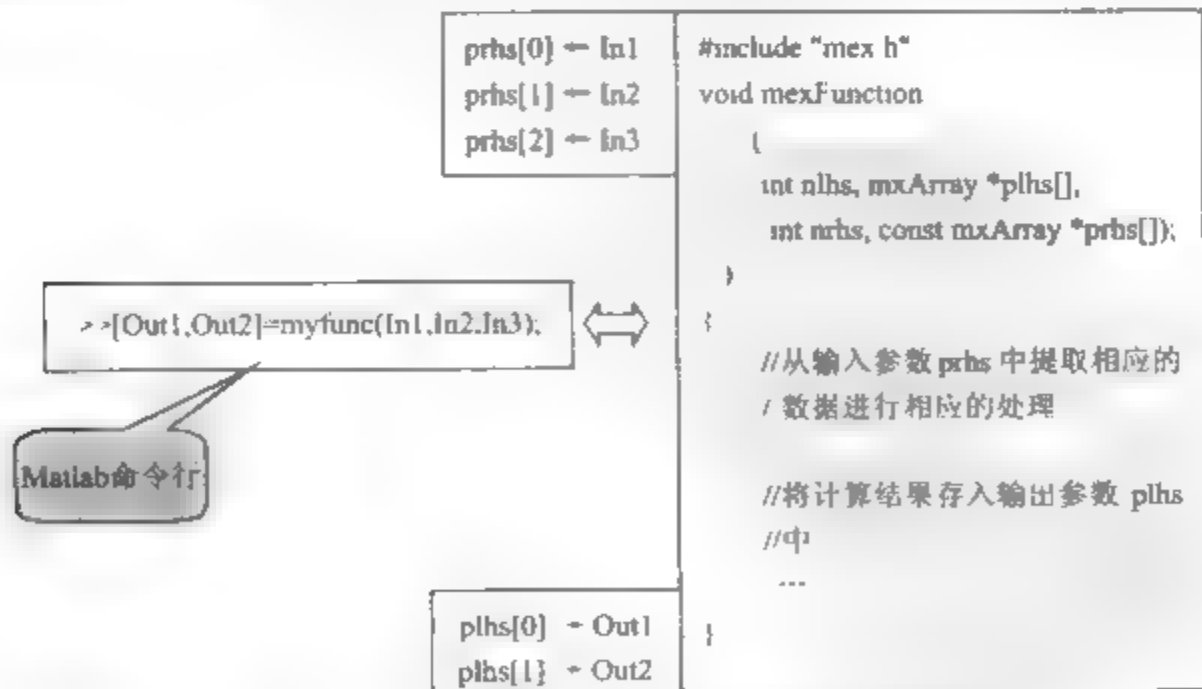 prhs[0] ← In1
prhs[1] ← In2
prhs[2] ← In3
#include "mex h"
void mexFunction
(
int nlhs, mxArray *plhs[],
int nrhs, const mxArray *prhs[]);
)
>>[Out1,Out2]=myfunc(In1,In2,In3);
{
//从输入参数 prhs 中提取相应的
/ 数据进行相应的处理
Matlab命令行
//将计算结果存入输出参数 plhs
//中
...
plhs[0] - Out1
plhs[1] - Out2
}